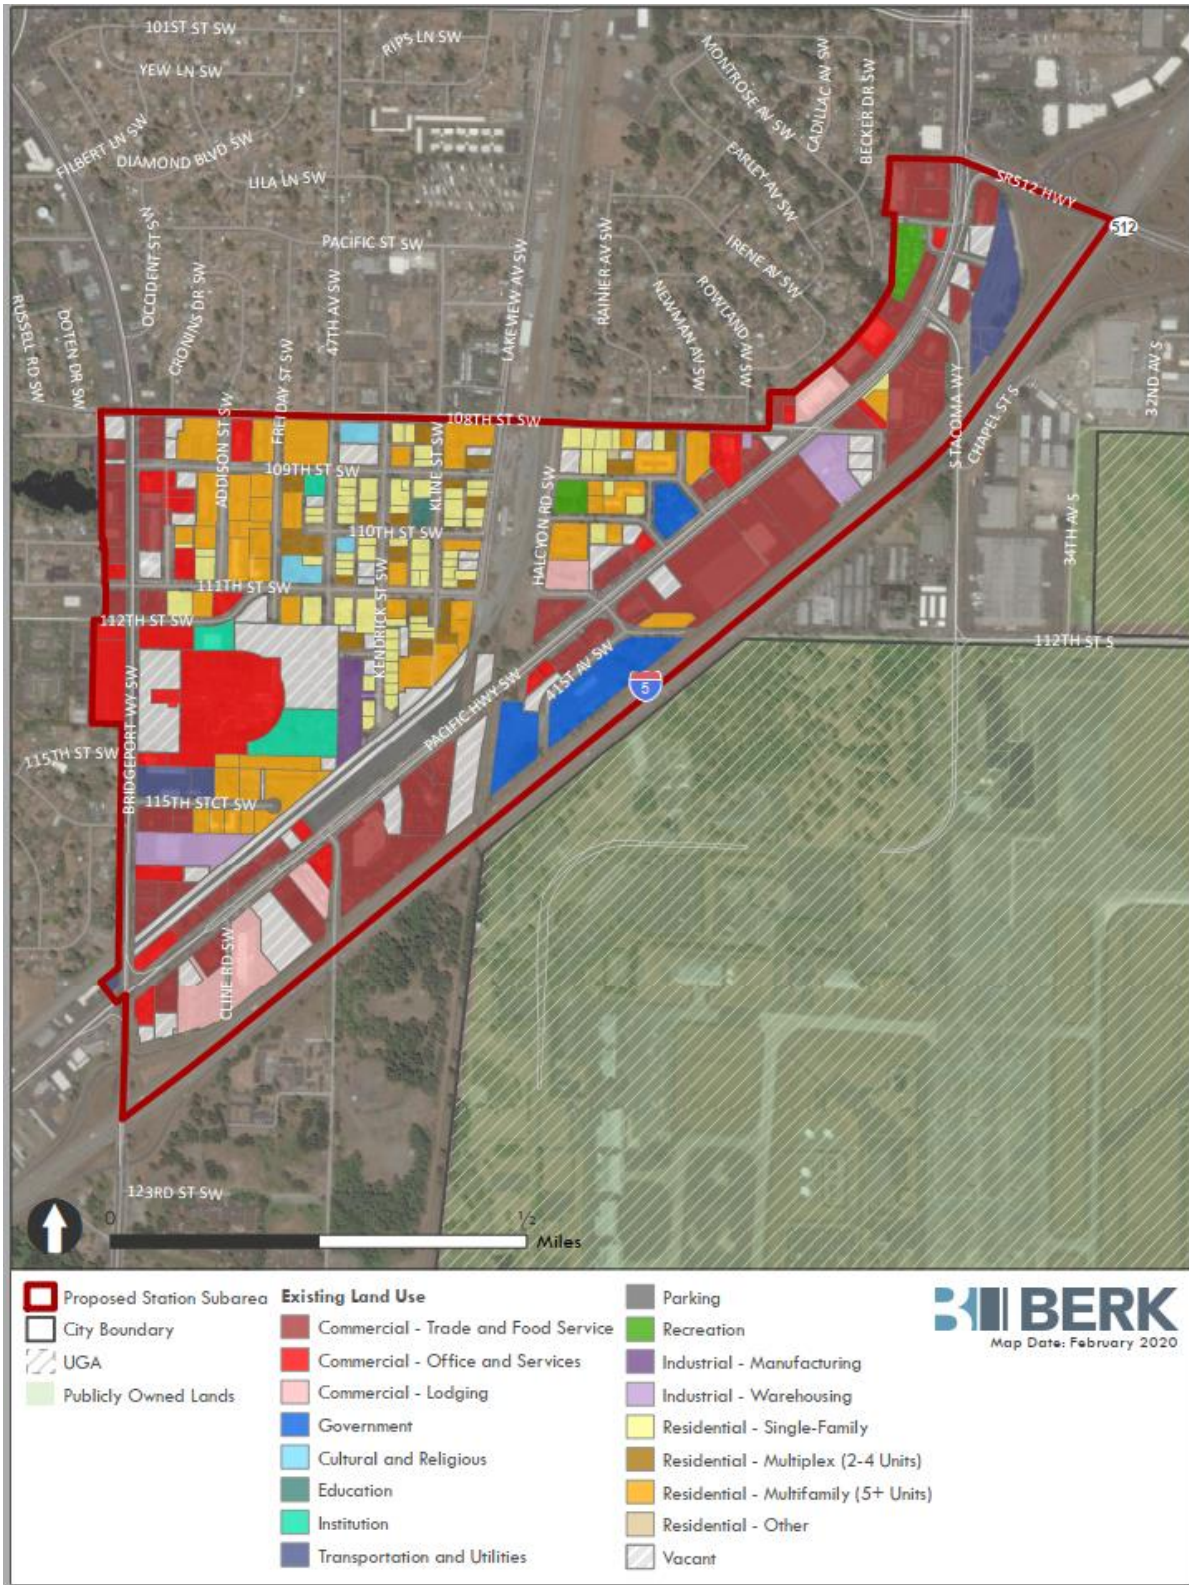 101ST ST SW
RIPS LN SW
YEW LN SW
MONTROSE AV SW
CADILLAC AV SW
BECKER DR SW
FILBERT LN SW
DIAMOND BLVD SW
EARLEY AV SW
LILA LN SW
SR512 HWY
512
OCCIDENT ST SW
PACIFIC ST SW
LAKEVIEW AV SW
RAINIER AV SW
IRENE AV SW
CRONINS DR SW
47TH AV SW
NEWMAN AV SW
ROWLAND AV SW
RUSSELL RD SW
DOTEN DR SW
FREIDAY ST SW
32ND AV S
S TACOMA WY
CHAPEL ST S
108TH ST SW
ADDISON ST SW
KLINE ST SW
109TH ST SW
HALCYON RD SW
110TH ST SW
34TH AV S
111TH ST SW
KENDRICK ST SW
112TH ST SW
112TH ST S
41ST AV SW
5
PACIFIC HWY SW
BRIDGEPORT WY SW
115TH ST SW
115TH STCT SW
CLINE RD SW
123RD ST SW
0
1/2
Miles
Proposed Station Subarea
City Boundary
UGA
Publicly Owned Lands
Existing Land Use
Commercial - Trade and Food Service
Commercial - Office and Services
Commercial - Lodging
Government
Cultural and Religious
Education
Institution
Transportation and Utilities
Parking
Recreation
Industrial - Manufacturing
Industrial - Warehousing
Residential - Single-Family
Residential - Multiplex (2-4 Units)
Residential - Multifamily (5+ Units)
Residential - Other
Vacant
BERK
Map Date: February 2020